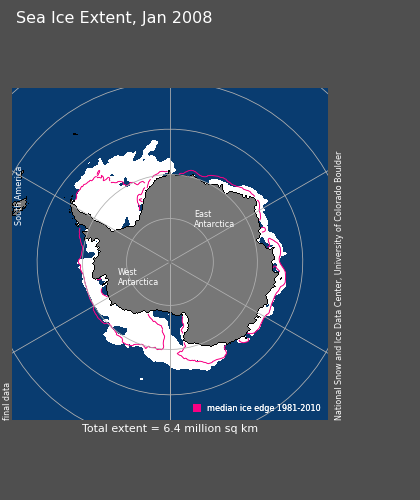 Sea Ice Extent, Jan 2008
South America
East
Antarctica
West
Antarctica
National Snow and Ice Data Center, University of Colorado Boulder
final data
median ice edge 1981-2010
Total extent = 6.4 million sq km